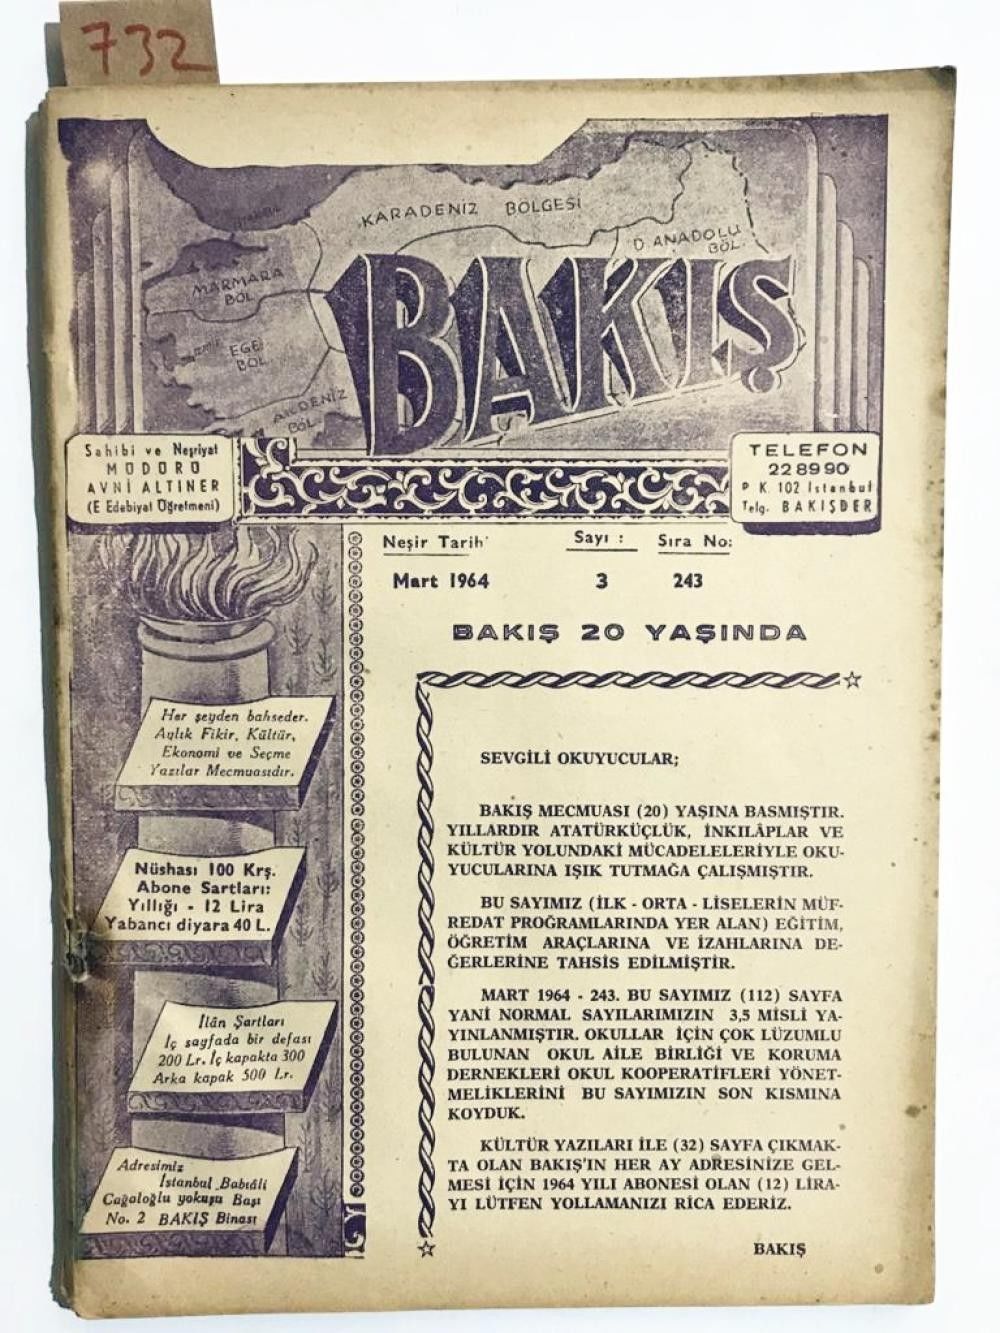 732
İSTANBUL
KARADENİZ BÖLGESİ
D. ANADOLU
BÖL.
MARMARA
BÖL.
EGE
BÖL.
AKDENİZ
BÖL.
BAKIŞ
Sahibi ve Neşriyat
MÜDÜRÜ
AVNİ ALTINER
(E Edebiyat Öğretmeni)
TELEFON
22 89 90
P K. 102 İstanbul
Telg. BAKIŞDER
Neşir Tarih Sayı : Sıra No:
Mart 1964 3 243
BAKIŞ 20 YAŞINDA
Her şeyden bahseder.
Aylık Fikir, Kültür,
Ekonomi ve Seçme
Yazılar Mecmuasıdır.
Nüshası 100 Krş.
Abone Sartları:
Yıllığı - 12 Lira
Yabancı diyara 40 L.
İlân Şartları
İç sayfada bir defası
200 Lr. İç kapakta 300
Arka kapak 500 Lr.
Adresimiz
İstanbul Babıâli
Cağaloğlu yokuşu Başı
No. 2 BAKIŞ Binası
SEVGİLİ OKUYUCULAR;
BAKIŞ MECMUASI (20) YAŞINA BASMIŞTIR.
YILLARDIR ATATÜRKÇÜLÜK, İNKILÂPLAR VE
KÜLTÜR YOLUNDAKİ MÜCADELELERİYLE OKU-
YUCULARINA IŞIK TUTMAĞA ÇALIŞMIŞTIR.
BU SAYIMIZ (İLK - ORTA - LİSELERİN MÜF-
REDAT PROĞRAMLARINDA YER ALAN) EĞİTİM,
ÖĞRETİM ARAÇLARINA VE İZAHLARINA DE-
ĞERLERİNE TAHSİS EDİLMİŞTİR.
MART 1964 - 243. BU SAYIMIZ (112) SAYFA
YANİ NORMAL SAYILARIMIZIN 3,5 MİSLİ YA-
YINLANMIŞTIR. OKULLAR İÇİN ÇOK LÜZUMLU
BULUNAN OKUL AİLE BİRLİĞİ VE KORUMA
DERNEKLERİ OKUL KOOPERATİFLERİ YÖNET-
MELİKLERİNİ BU SAYIMIZIN SON KISMINA
KOYDUK.
KÜLTÜR YAZILARI İLE (32) SAYFA ÇIKMAK-
TA OLAN BAKIŞ'IN HER AY ADRESİNİZE GEL-
MESİ İÇİN 1964 YILI ABONESİ OLAN (12) LİRA-
YI LÜTFEN YOLLAMANIZI RİCA EDERİZ.
BAKIŞ